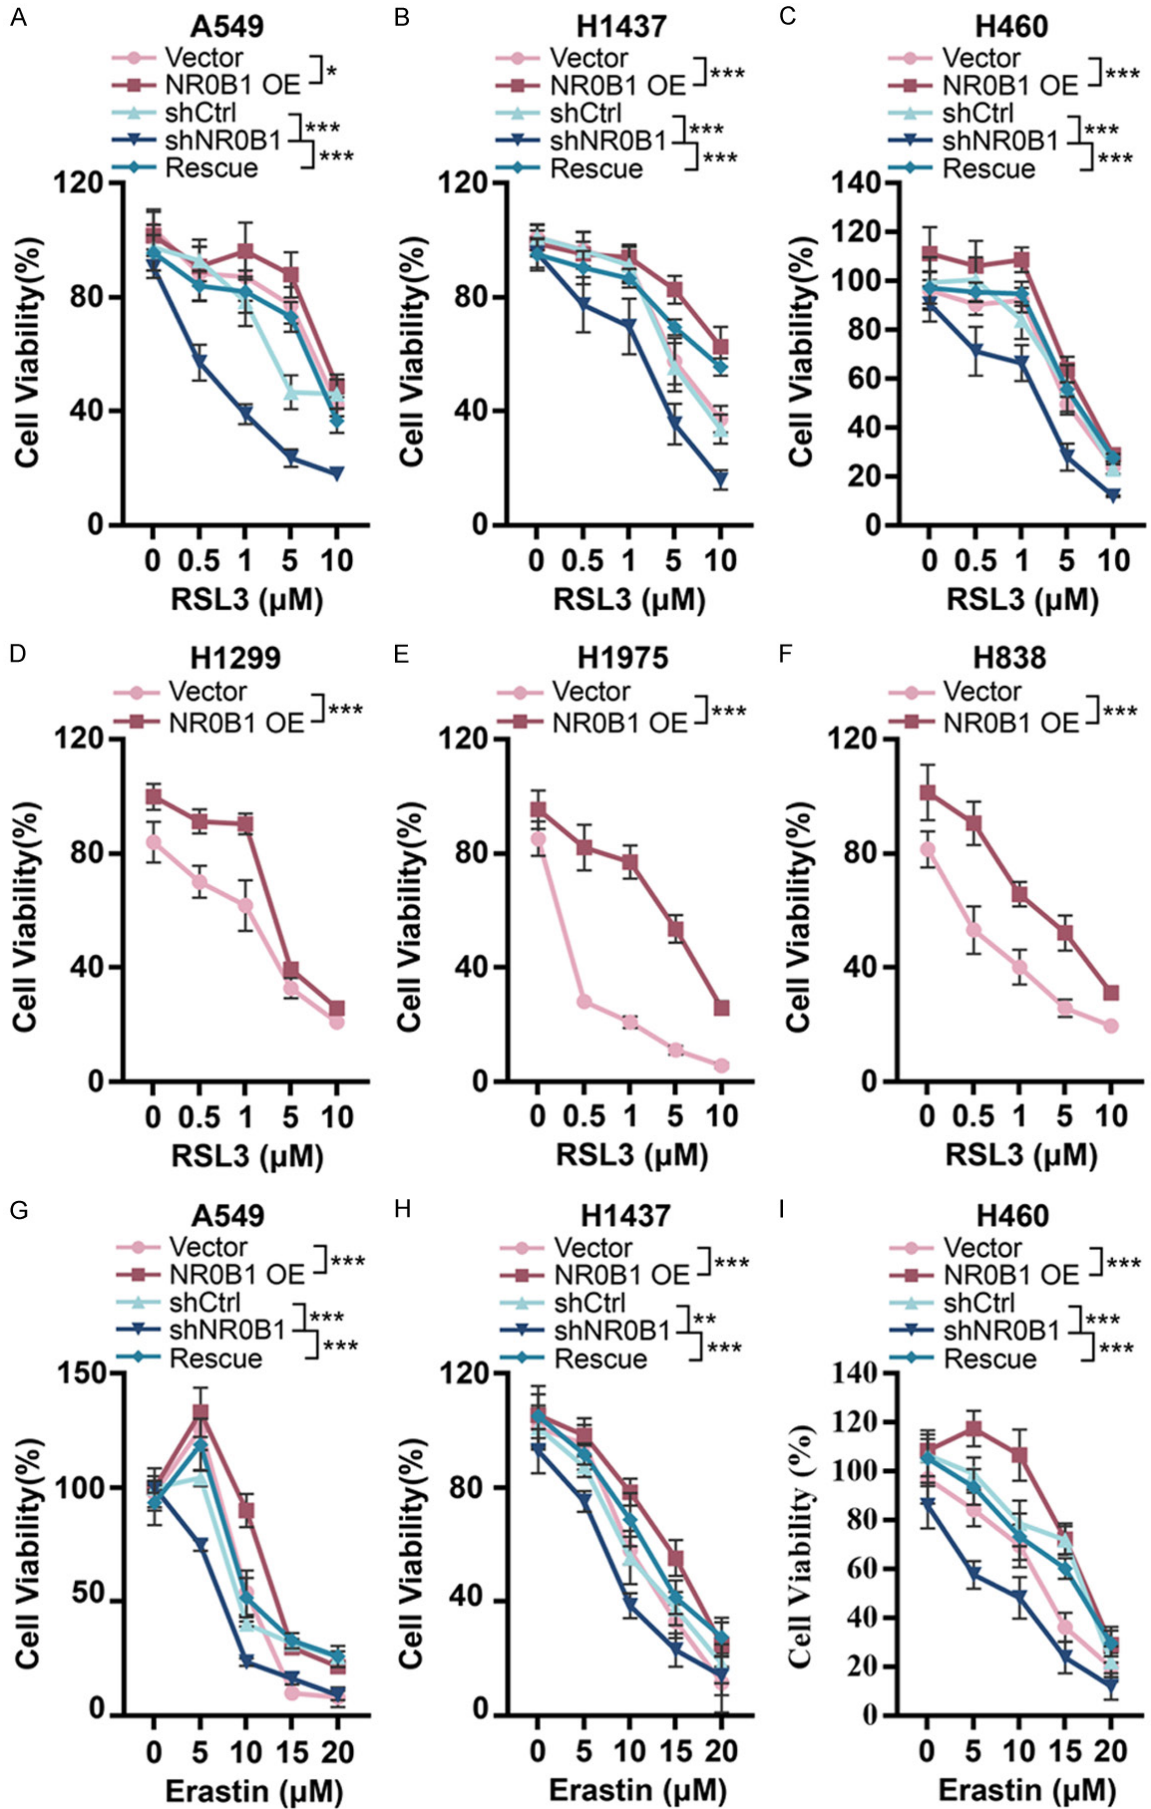 A
A549
Vector
NR0B1 OE
*
shCtrl
shNR0B1
Rescue
***
***
120
80
40
0
Cell Viability(%)
0 0.5 1 5 10
RSL3 (μM)
B
H1437
Vector
NR0B1 OE
***
shCtrl
shNR0B1
Rescue
***
***
120
80
40
0
Cell Viability(%)
0 0.5 1 5 10
RSL3 (μM)
C
H460
Vector
NR0B1 OE
***
shCtrl
shNR0B1
Rescue
***
***
140
120
100
80
60
40
20
0
Cell Viability(%)
0 0.5 1 5 10
RSL3 (μM)
D
H1299
Vector
NR0B1 OE
***
120
80
40
0
Cell Viability(%)
0 0.5 1 5 10
RSL3 (μM)
E
H1975
Vector
NR0B1 OE
***
120
80
40
0
Cell Viability(%)
0 0.5 1 5 10
RSL3 (μM)
F
H838
Vector
NR0B1 OE
***
120
80
40
0
Cell Viability(%)
0 0.5 1 5 10
RSL3 (μM)
G
A549
Vector
NR0B1 OE
***
shCtrl
shNR0B1
Rescue
***
***
150
100
50
0
Cell Viability(%)
0 5 10 15 20
Erastin (μM)
H
H1437
Vector
NR0B1 OE
***
shCtrl
shNR0B1
Rescue
**
***
120
80
40
0
Cell Viability(%)
0 5 10 15 20
Erastin (μM)
I
H460
Vector
NR0B1 OE
***
shCtrl
shNR0B1
Rescue
***
***
140
120
100
80
60
40
20
0
Cell Viability (%)
0 5 10 15 20
Erastin (μM)